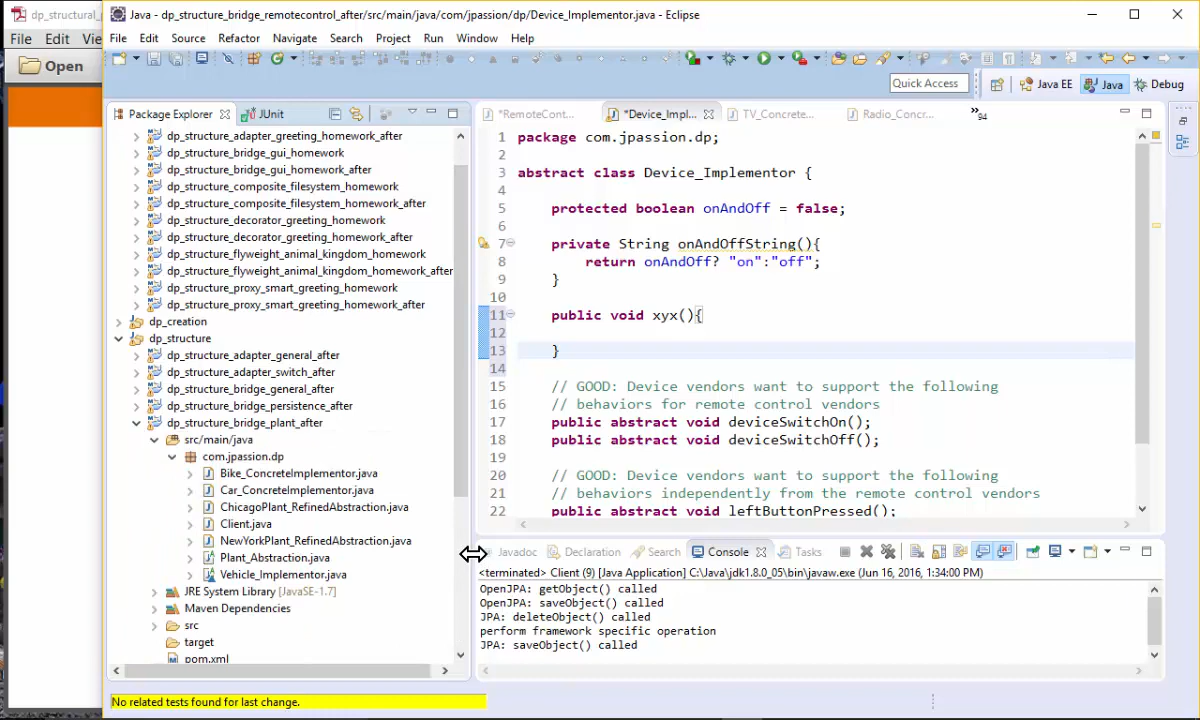 dp_structural_
File Edit Vie
Open
Java - dp_structure_bridge_remotecontrol_after/src/main/java/com/jpassion/dp/Device_Implementor.java - Eclipse
File Edit Source Refactor Navigate Search Project Run Window Help
Quick Access
Java EE
Java
Debug
Package Explorer
JUnit
dp_structure_adapter_greeting_homework_after
dp_structure_bridge_gui_homework
dp_structure_bridge_gui_homework_after
dp_structure_composite_filesystem_homework
dp_structure_composite_filesystem_homework_after
dp_structure_decorator_greeting_homework
dp_structure_decorator_greeting_homework_after
dp_structure_flyweight_animal_kingdom_homework
dp_structure_flyweight_animal_kingdom_homework_after
dp_structure_proxy_smart_greeting_homework
dp_structure_proxy_smart_greeting_homework_after
dp_creation
dp_structure
dp_structure_adapter_general_after
dp_structure_adapter_switch_after
dp_structure_bridge_general_after
dp_structure_bridge_persistence_after
dp_structure_bridge_plant_after
src/main/java
com.jpassion.dp
Bike_ConcreteImplementor.java
Car_ConcreteImplementor.java
ChicagoPlant_RefinedAbstraction.java
Client.java
NewYorkPlant_RefinedAbstraction.java
Plant_Abstraction.java
Vehicle_Implementor.java
JRE System Library [JavaSE-1.7]
Maven Dependencies
src
target
pom.xml
*RemoteCont...
*Device_Impl...
TV_Concrete...
Radio_Concr...
»94
1 package com.jpassion.dp;
2
3 abstract class Device_Implementor {
4
5 protected boolean onAndOff = false;
6
7 private String onAndOffString(){
8 return onAndOff? "on":"off";
9 }
10
11 public void xyx(){
12
13 }
14
15 // GOOD: Device vendors want to support the following
16 // behaviors for remote control vendors
17 public abstract void deviceSwitchOn();
18 public abstract void deviceSwitchOff();
19
20 // GOOD: Device vendors want to support the following
21 // behaviors independently from the remote control vendors
22 public abstract void leftButtonPressed();
Javadoc
Declaration
Search
Console
Tasks
<terminated> Client (9) [Java Application] C:\Java\jdk1.8.0_05\bin\javaw.exe (Jun 16, 2016, 1:34:00 PM)
OpenJPA: getObject() called
OpenJPA: saveObject() called
JPA: deleteObject() called
perform framework specific operation
JPA: saveObject() called
No related tests found for last change.